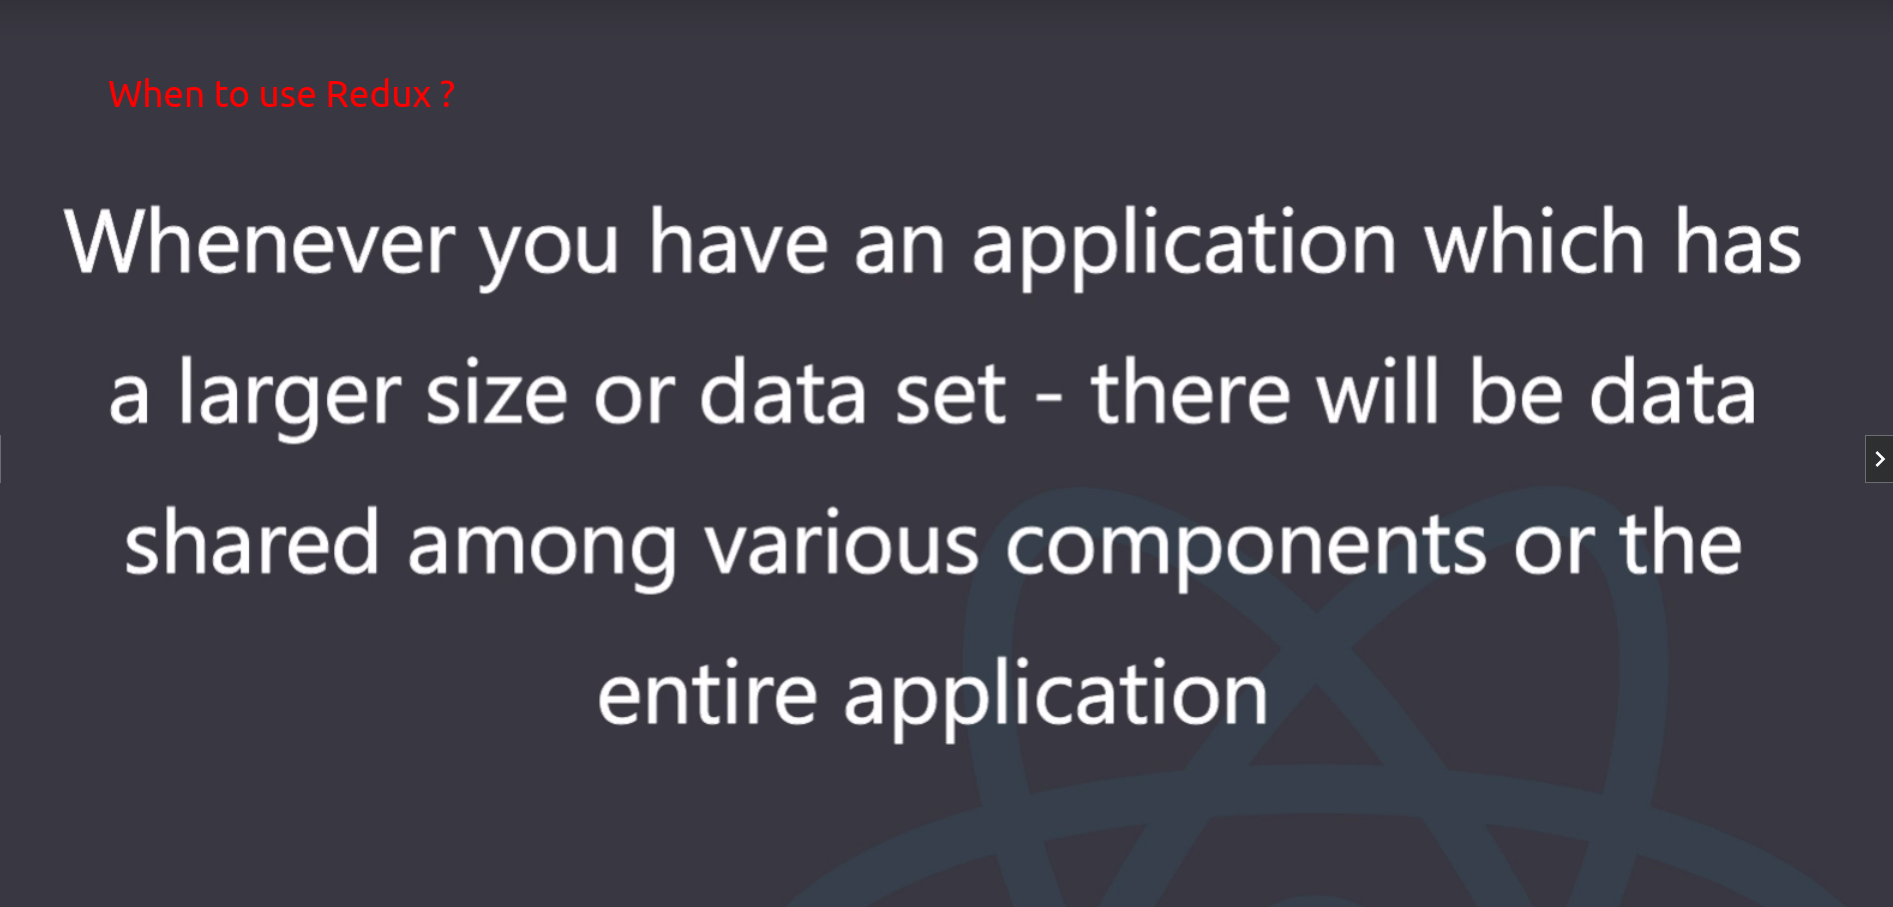 When to use Redux ?
Whenever you have an application which has
a larger size or data set - there will be data
shared among various components or the
entire application